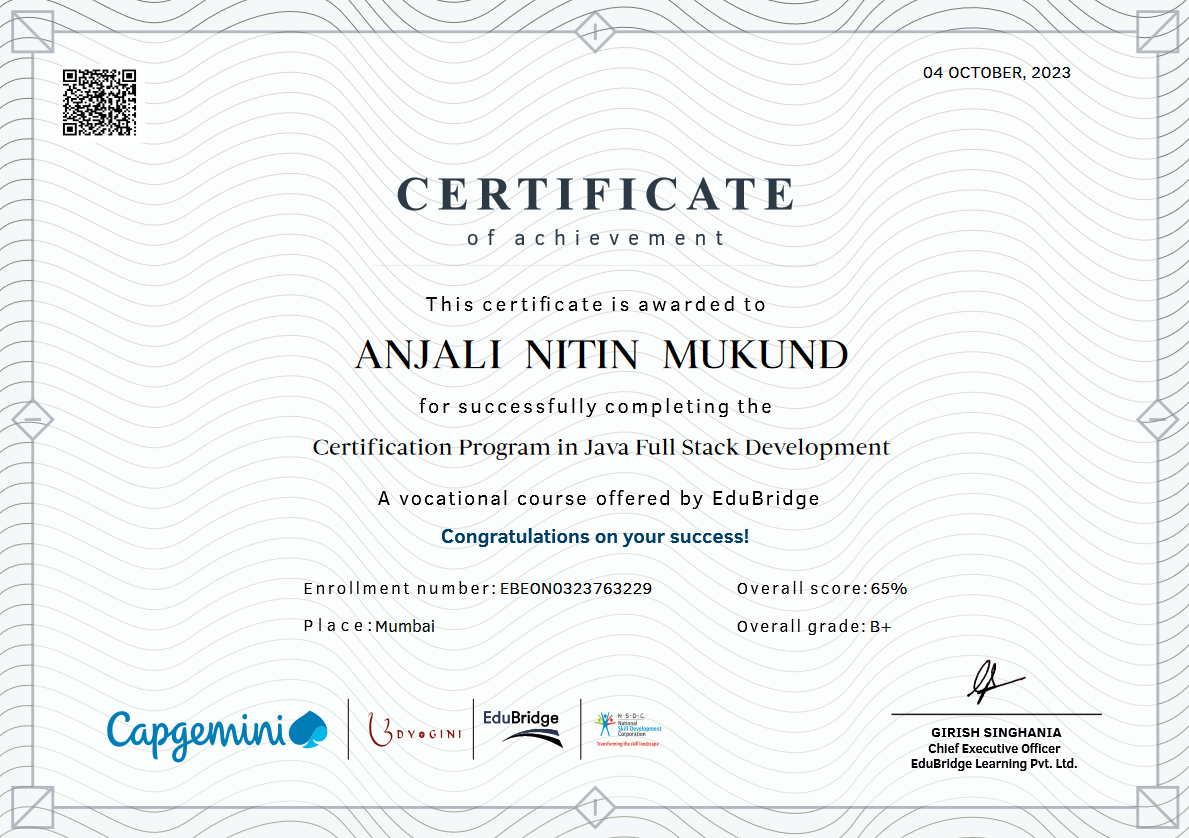 04 OCTOBER, 2023
CERTIFICATE
of achievement
This certificate is awarded to
ANJALI NITIN MUKUND
for successfully completing the
Certification Program in Java Full Stack Development
A vocational course offered by EduBridge
Congratulations on your success!
Enrollment number: EBEON0323763229
Overall score: 65%
Place: Mumbai
Overall grade: B+
Capgemini
UDYOGINI
EduBridge
N·S·D·C
National
Skill Development
Corporation
Transforming the skill landscape
GIRISH SINGHANIA
Chief Executive Officer
EduBridge Learning Pvt. Ltd.